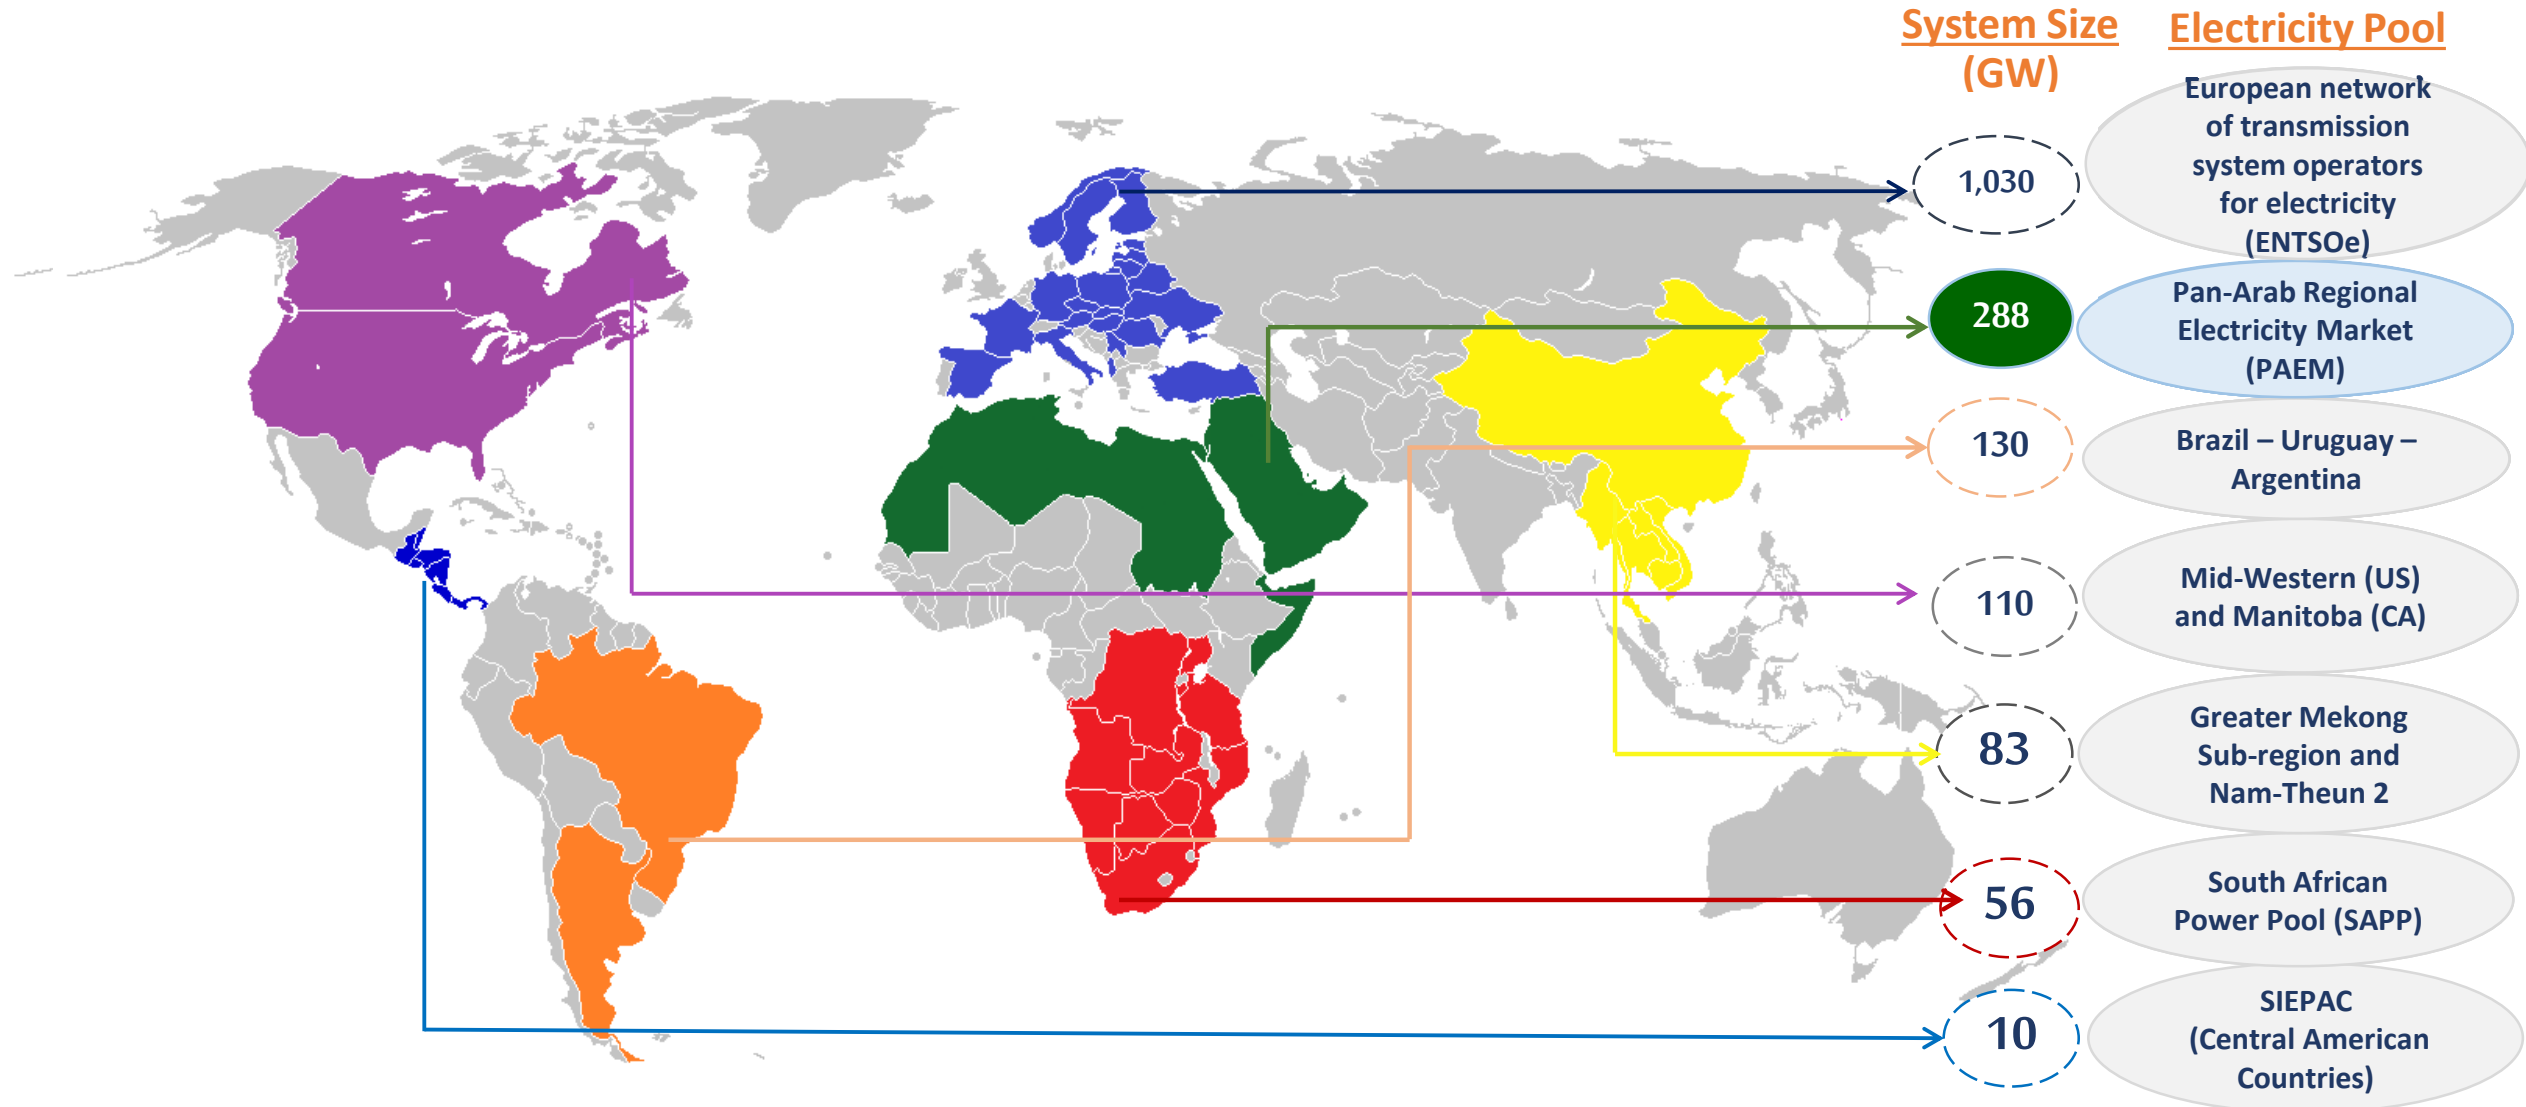 System Size
(GW)
Electricity Pool
1,030
European network
of transmission
system operators
for electricity
(ENTSOe)
288
Pan-Arab Regional
Electricity Market
(PAEM)
130
Brazil – Uruguay –
Argentina
110
Mid-Western (US)
and Manitoba (CA)
83
Greater Mekong
Sub-region and
Nam-Theun 2
56
South African
Power Pool (SAPP)
10
SIEPAC
(Central American
Countries)